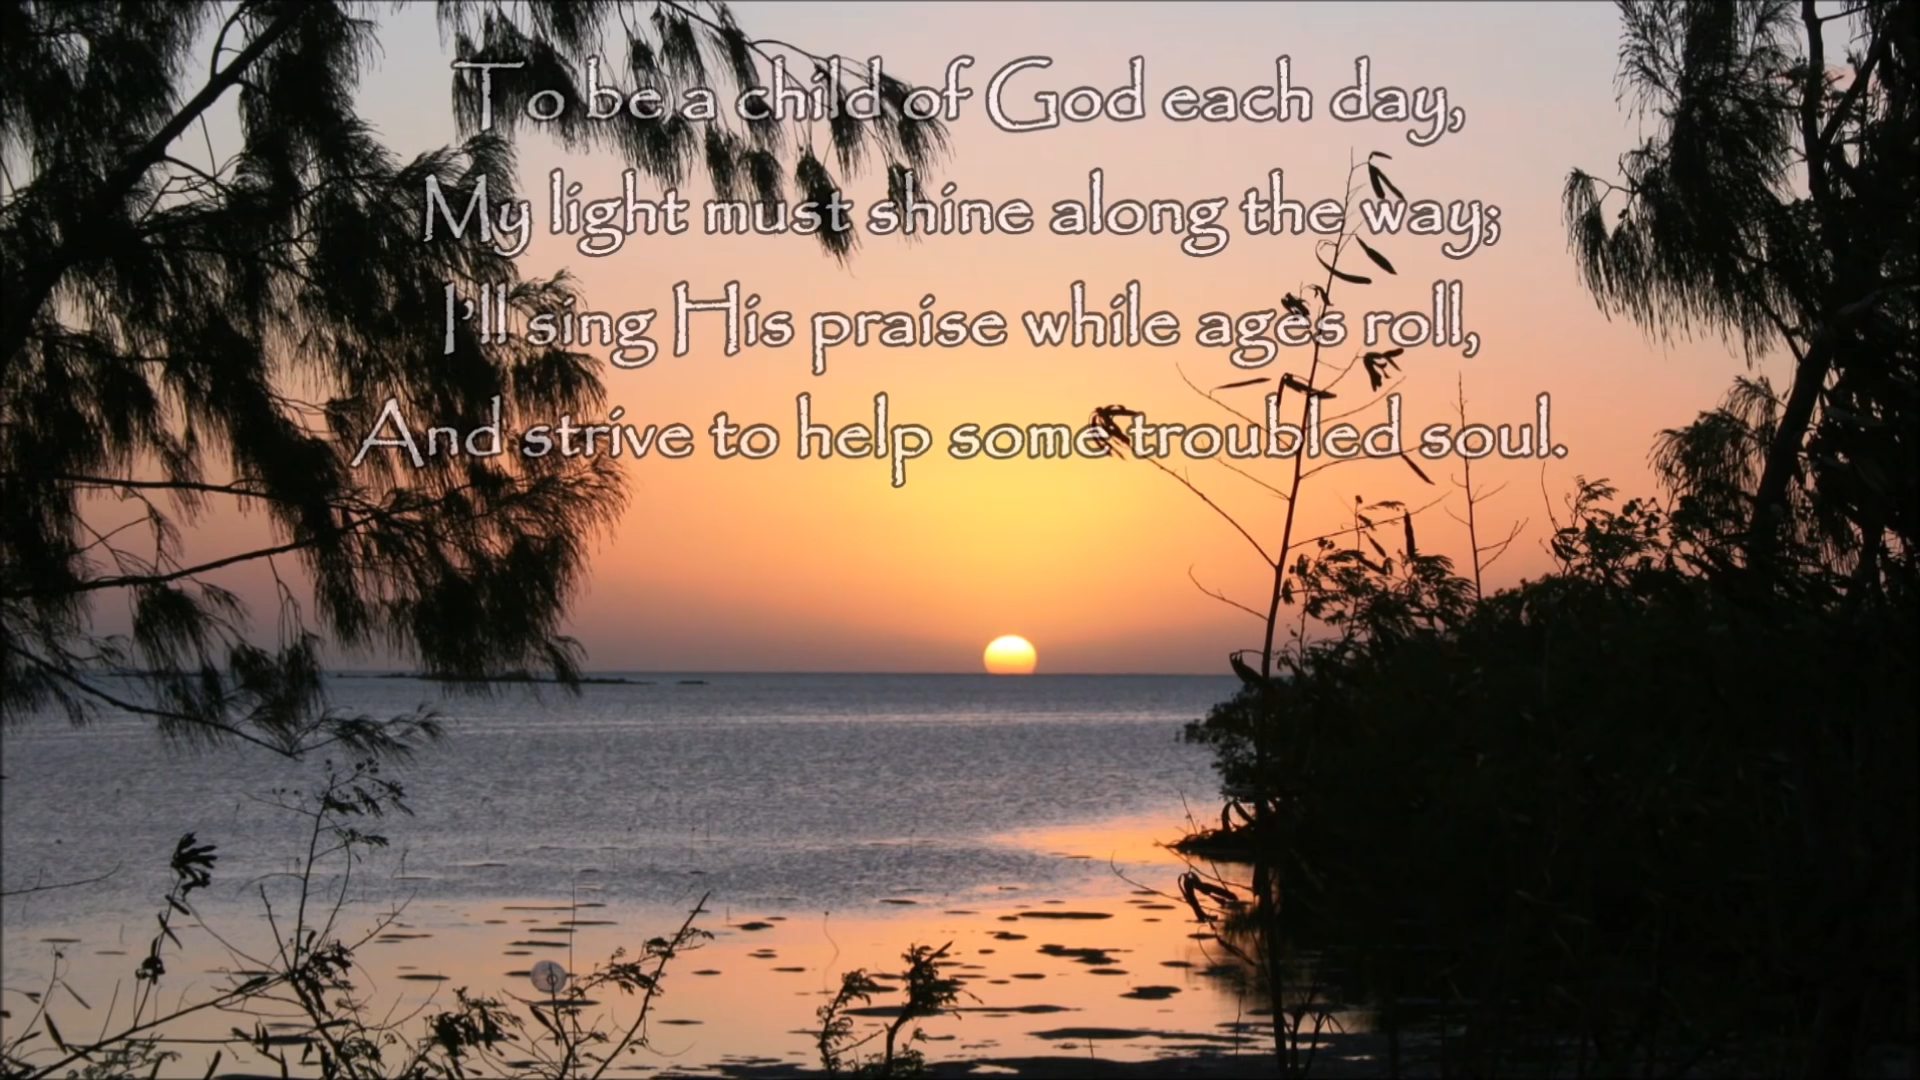 To be a child of God each day,
My light must shine along the way;
I'll sing His praise while ages roll,
And strive to help some troubled soul.